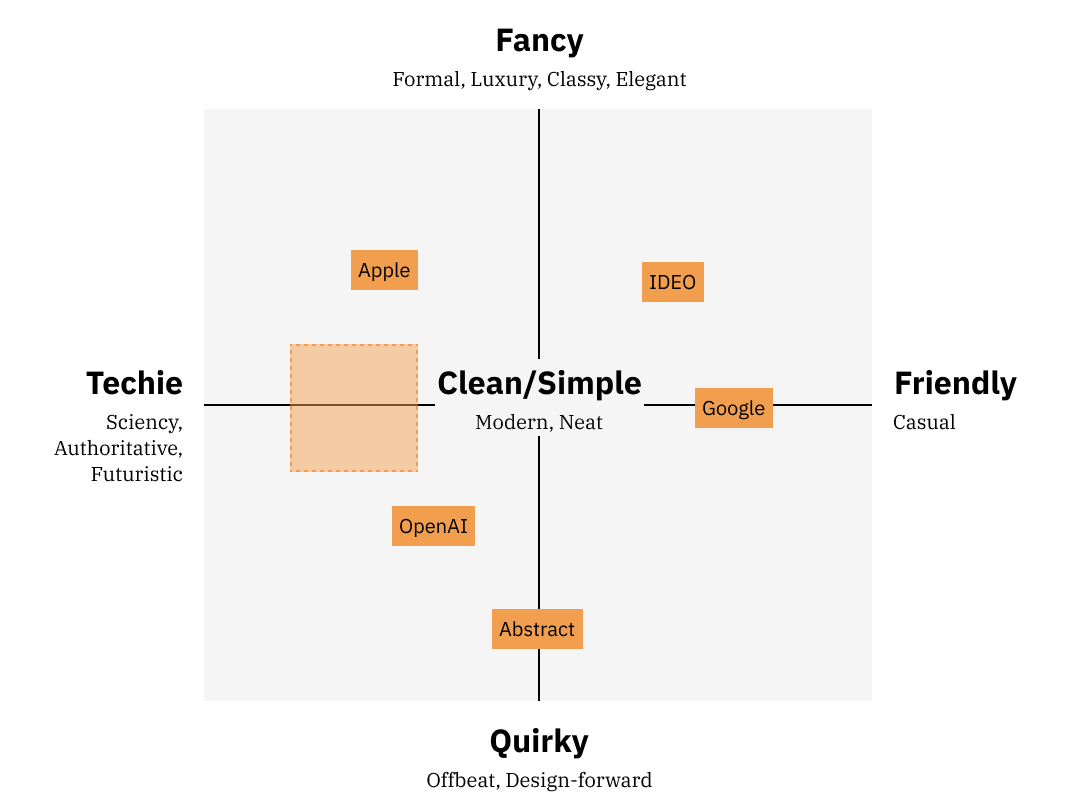 Fancy
Formal, Luxury, Classy, Elegant
Apple
IDEO
Techie
Sciency,
Authoritative,
Futuristic
Clean/Simple
Modern, Neat
Google
Friendly
Casual
OpenAI
Abstract
Quirky
Offbeat, Design-forward